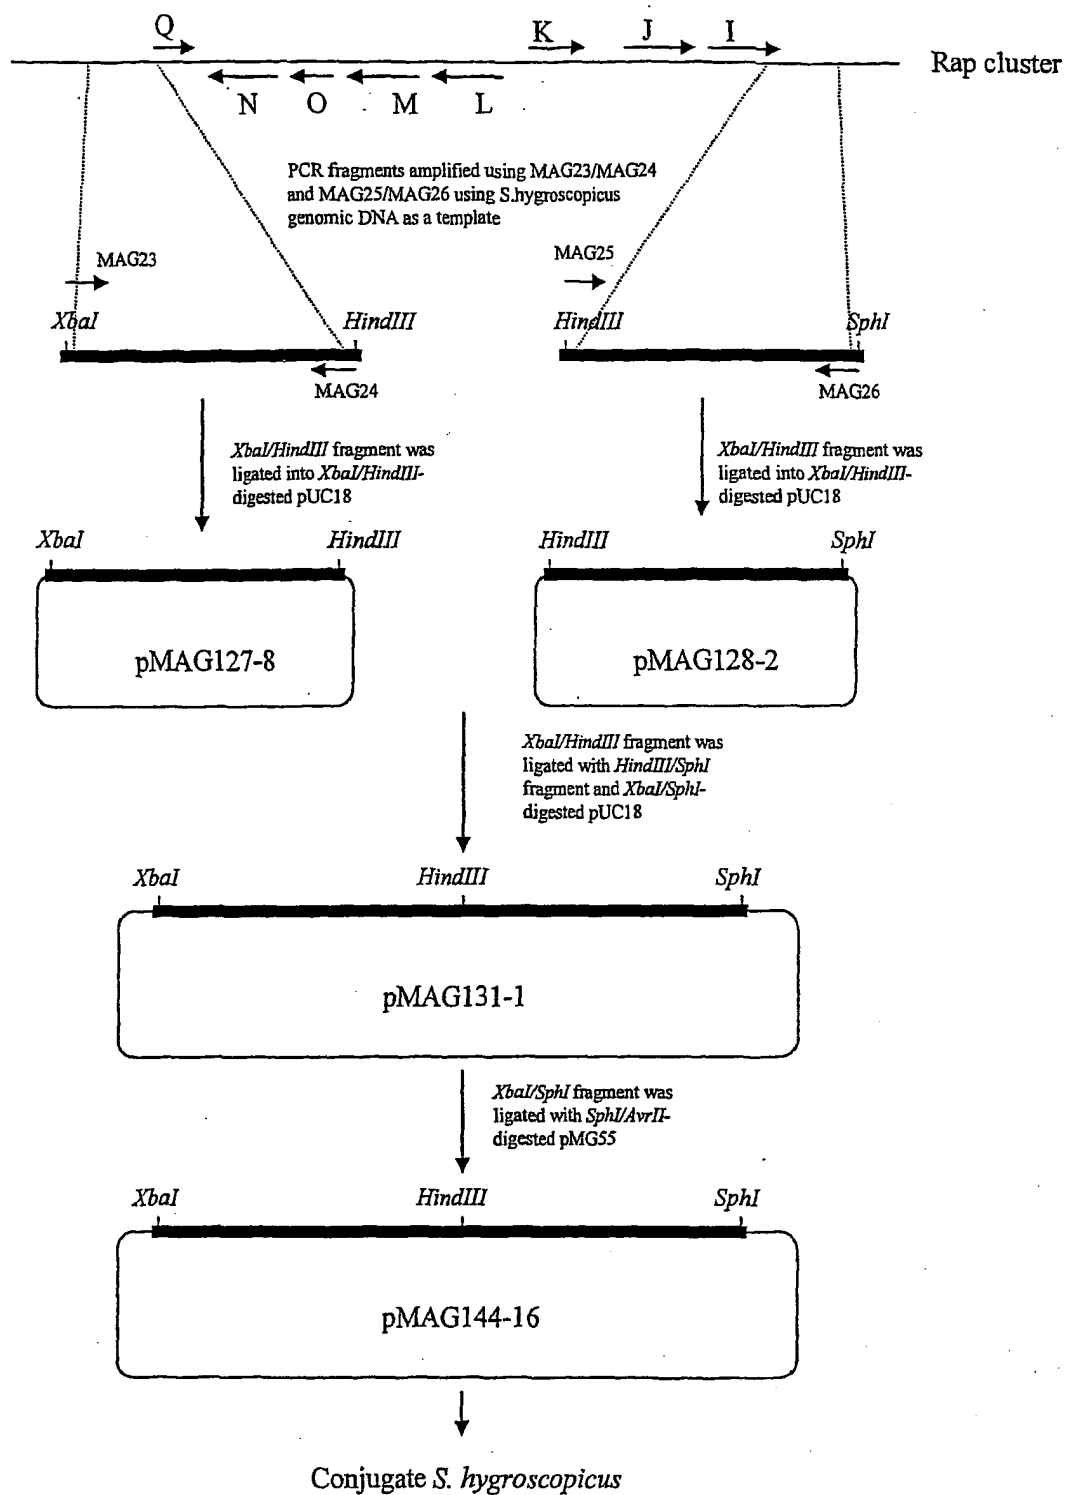 Q
K
J
I
Rap cluster
N
O
M
L
PCR fragments amplified using MAG23/MAG24
and MAG25/MAG26 using S.hygroscopicus
genomic DNA as a template
MAG23
MAG25
XbaI
HindIII
HindIII
SphI
MAG24
MAG26
XbaI/HindIII fragment was
ligated into XbaI/HindIII-
digested pUC18
XbaI/HindIII fragment was
ligated into XbaI/HindIII-
digested pUC18
XbaI
HindIII
HindIII
SphI
pMAG127-8
pMAG128-2
XbaI/HindIII fragment was
ligated with HindIII/SphI
fragment and XbaI/SphI-
digested pUC18
XbaI
HindIII
SphI
pMAG131-1
XbaI/SphI fragment was
ligated with SphI/AvrII-
digested pMG55
XbaI
HindIII
SphI
pMAG144-16
Conjugate S. hygroscopicus